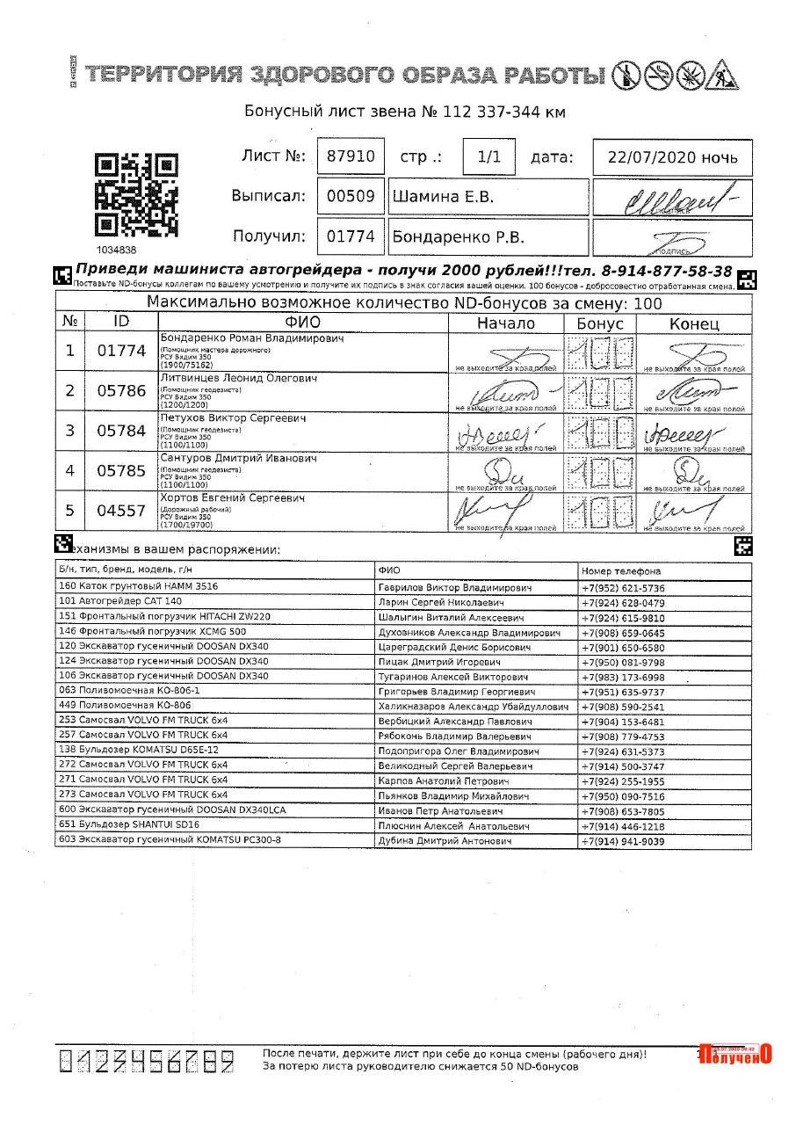 ТЕРРИТОРИЯ ЗДОРОВОГО ОБРАЗА РАБОТЫ
Бонусный лист звена № 112 337-344 км
Лист №: 87910 стр .: 1/1 дата: 22/07/2020 ночь
Выписал: 00509 Шамина Е.В.
Получил: 01774 Бондаренко Р.В.
подпись
1034838
Приведи машиниста автогрейдера - получи 2000 рублей!!!тел. 8-914-877-58-38
Поставьте ND-бонусы коллегам по вашему усмотрению и получите их подпись в знак согласия вашей оценки. 100 бонусов - добросовестно отработанная смена.
Максимально возможное количество ND-бонусов за смену: 100
№ ID ФИО Начало Бонус Конец
1 01774 Бондаренко Роман Владимирович
(Помощник мастера дорожного)
РСУ Видим 350
(1900/75162)
не выходите за края полей 100 не выходите за края полей
2 05786 Литвинцев Леонид Олегович
(Помощник геодезиста)
РСУ Видим 350
(1200/1200)
не выходите за края полей 100 не выходите за края полей
3 05784 Петухов Виктор Сергеевич
(Помощник геодезиста)
РСУ Видим 350
(1100/1100)
не выходите за края полей 100 не выходите за края полей
4 05785 Сантуров Дмитрий Иванович
(Помощник геодезиста)
РСУ Видим 350
(1100/1100)
не выходите за края полей 100 не выходите за края полей
5 04557 Хортов Евгений Сергеевич
(Дорожный рабочий)
РСУ Видим 350
(1700/19700)
не выходите за края полей 100 не выходите за края полей
еханизмы в вашем распоряжении:
Б/н, тип, бренд, модель, г/н ФИО Номер телефона
160 Каток грунтовый HAMM 3516 Гаврилов Виктор Владимирович +7(952) 621-5736
101 Автогрейдер CAT 140 Ларин Сергей Николаевич +7(924) 628-0479
151 Фронтальный погрузчик HITACHI ZW220 Шалыгин Виталий Алексеевич +7(924) 615-9810
146 Фронтальный погрузчик XCMG 500 Духовников Александр Владимирович +7(908) 659-0645
120 Экскаватор гусеничный DOOSAN DX340 Цареградский Денис Борисович +7(901) 650-6580
124 Экскаватор гусеничный DOOSAN DX340 Пицак Дмитрий Игоревич +7(950) 081-9798
106 Экскаватор гусеничный DOOSAN DX340 Тугаринов Алексей Викторович +7(983) 173-6998
063 Поливомоечная КО-806-1 Григорьев Владимир Георгиевич +7(951) 635-9737
449 Поливомоечная КО-806 Халикназаров Александр Убайдуллович +7(908) 590-2541
253 Самосвал VOLVO FM TRUCK 6x4 Вербицкий Александр Павлович +7(904) 153-6481
257 Самосвал VOLVO FM TRUCK 6x4 Рябоконь Владимир Валерьевич +7(908) 779-4753
138 Бульдозер KOMATSU D65E-12 Подопригора Олег Владимирович +7(924) 631-5373
272 Самосвал VOLVO FM TRUCK 6x4 Великодный Сергей Валерьевич +7(914) 500-3747
271 Самосвал VOLVO FM TRUCK 6x4 Карпов Анатолий Петрович +7(924) 255-1955
273 Самосвал VOLVO FM TRUCK 6x4 Пьянков Владимир Михайлович +7(950) 090-7516
600 Экскаватор гусеничный DOOSAN DX340LCA Иванов Петр Анатольевич +7(908) 653-7805
651 Бульдозер SHANTUI SD16 Плюснин Алексей Анатольевич +7(914) 446-1218
603 Экскаватор гусеничный KOMATSU PC300-8 Дубина Дмитрий Антонович +7(914) 941-9039
0123456789
После печати, держите лист при себе до конца смены (рабочего дня)!
За потерю листа руководителю снижается 50 ND-бонусов
ПолученО